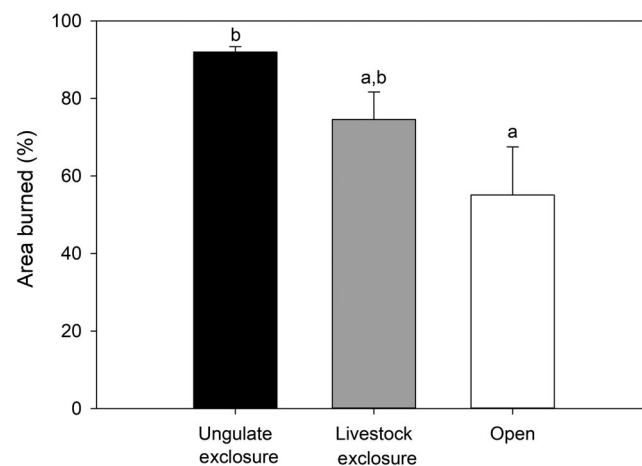 100
80
60
40
20
0
Area burned (%)
b
a,b
a
Ungulate
exclosure
Livestock
exclosure
Open